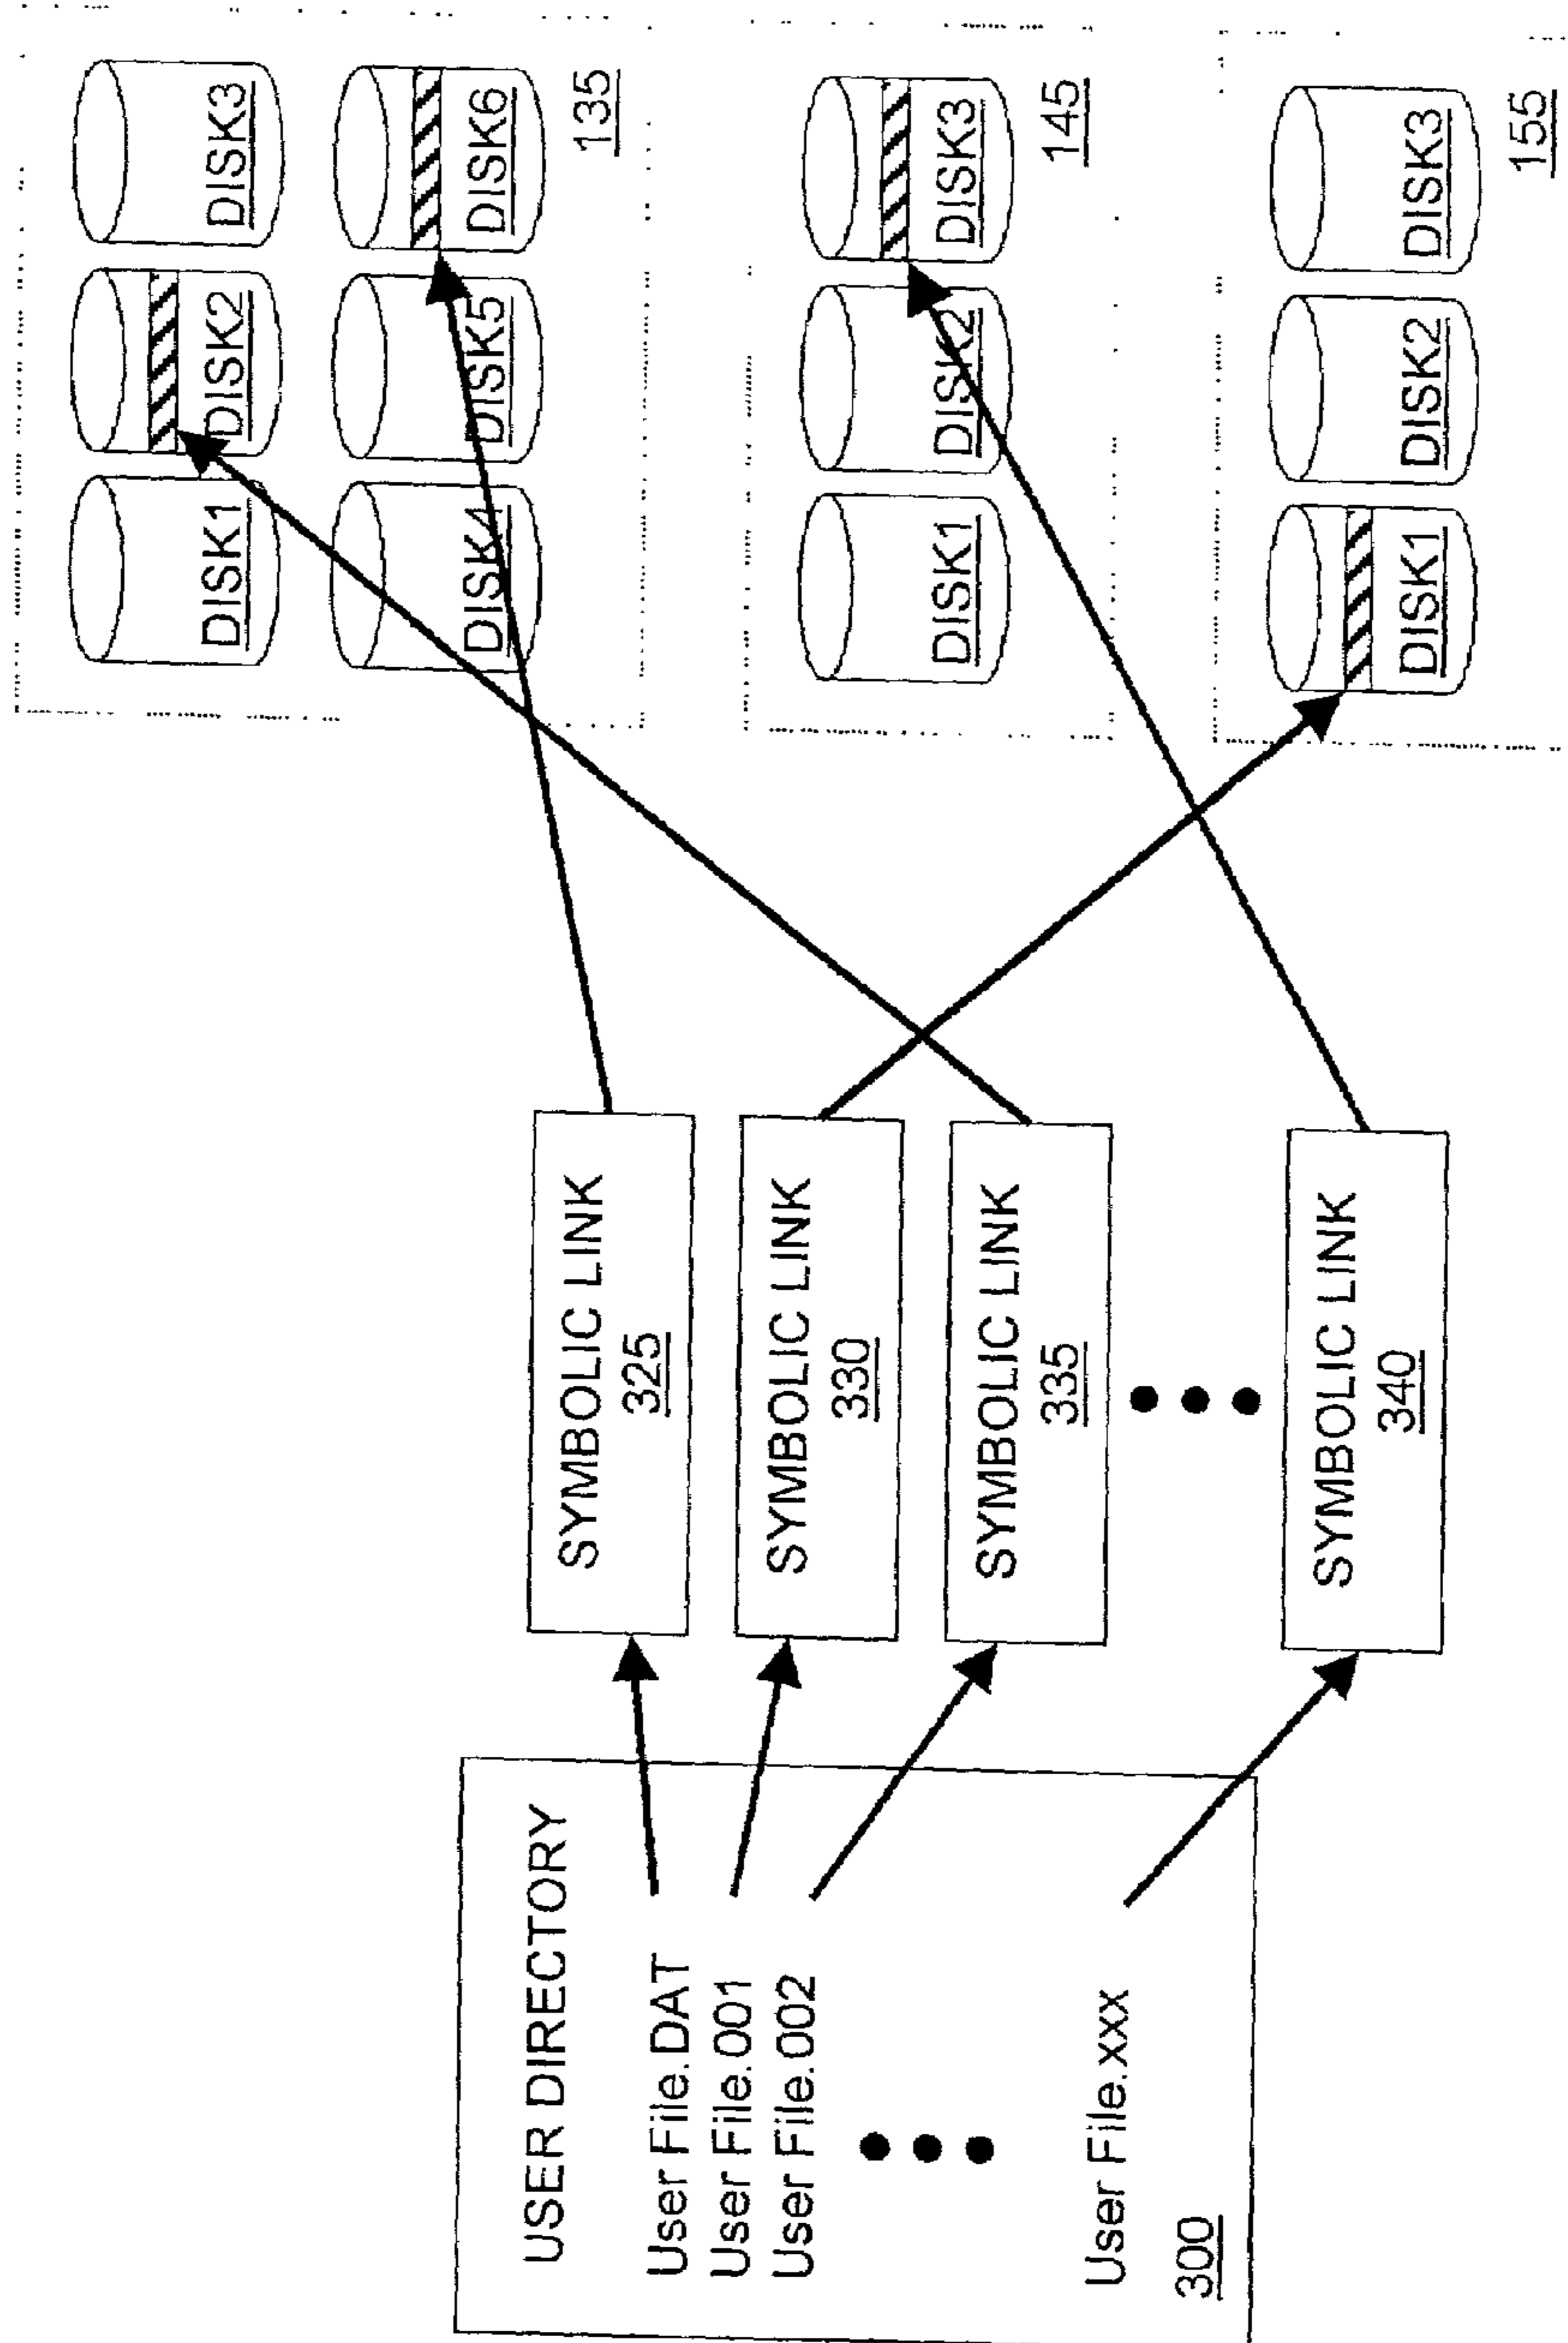 USER DIRECTORY
User File.DAT
User File.001
User File.002
User File.xxx
300
SYMBOLIC LINK
325
SYMBOLIC LINK
330
SYMBOLIC LINK
335
SYMBOLIC LINK
340
DISK1
DISK2
DISK3
DISK4
DISK5
DISK6
135
DISK1
DISK2
DISK3
145
DISK1
DISK2
DISK3
155